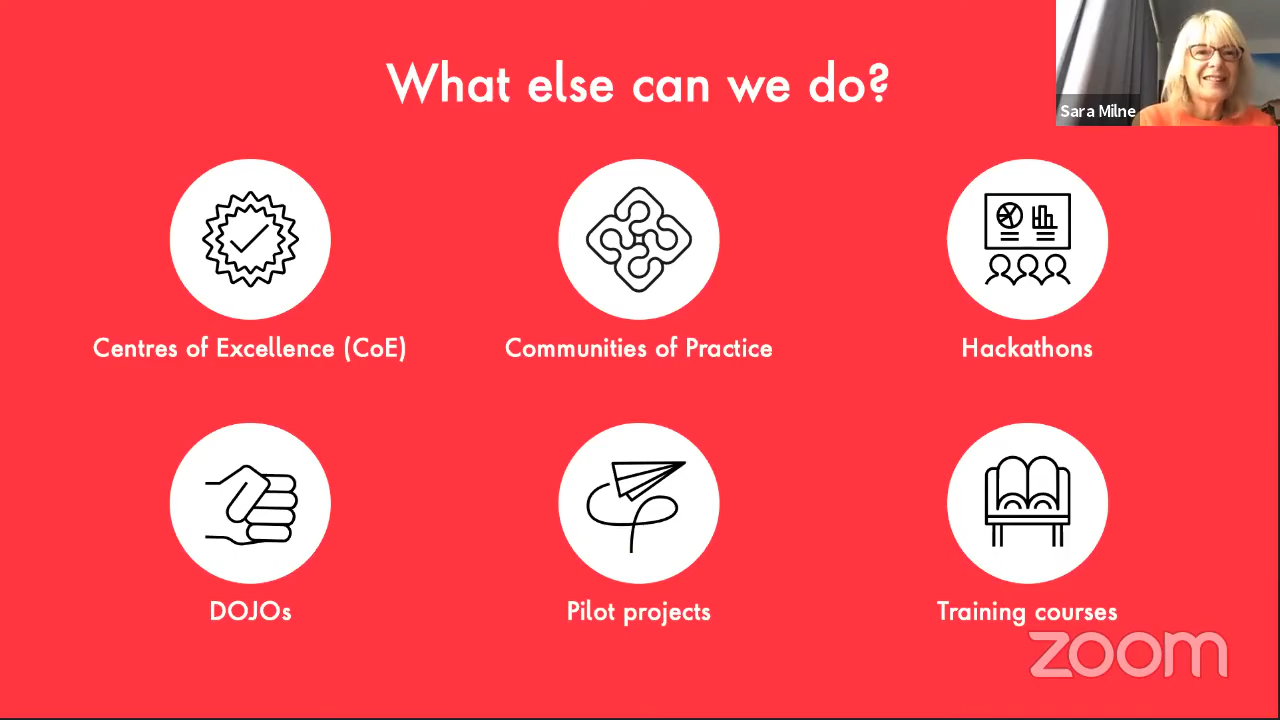 What else can we do?
Sara Milne
Centres of Excellence (CoE)
Communities of Practice
Hackathons
DOJOs
Pilot projects
Training courses
zoom